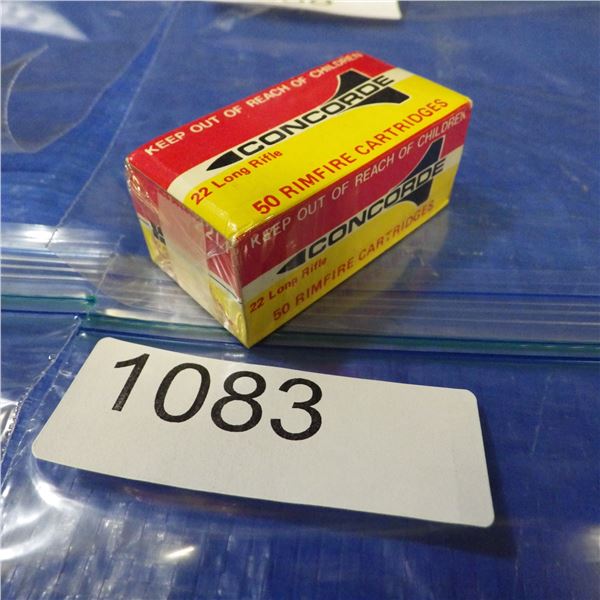 KEEP OUT OF REACH OF CHILDREN
CONCORDE
22 Long Rifle
50 RIMFIRE CARTRIDGES
KEEP OUT OF REACH OF CHILDREN
CONCORDE
22 Long Rifle
50 RIMFIRE CARTRIDGES
1083